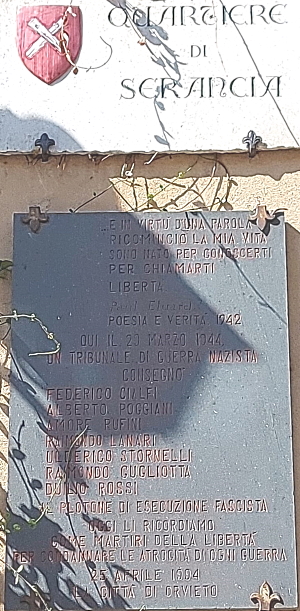 QUARTIERE
DI
SERANCIA
...E IN VIRTÙ D'UNA PAROLA
RICOMINCIO LA MIA VITA
SONO NATO PER CONOSCERTI
PER CHIAMARTI
LIBERTÀ
Paul Eluard
POESIA E VERITÀ 1942
QUI IL 29 MARZO 1944
UN TRIBUNALE DI GUERRA NAZISTA
CONSEGNÒ
FEDERICO CIALFI
ALBERTO POGGIANI
AMORE RUFINI
RAIMONDO LANARI
ULDERICO STORNELLI
RAIMONDO GUGLIOTTA
DUILIO ROSSI
AL PLOTONE DI ESECUZIONE FASCISTA
OGGI LI RICORDIAMO
COME MARTIRI DELLA LIBERTÀ
PER CONDANNARE LE ATROCITÀ DI OGNI GUERRA
25 APRILE 1994
LA CITTÀ DI ORVIETO